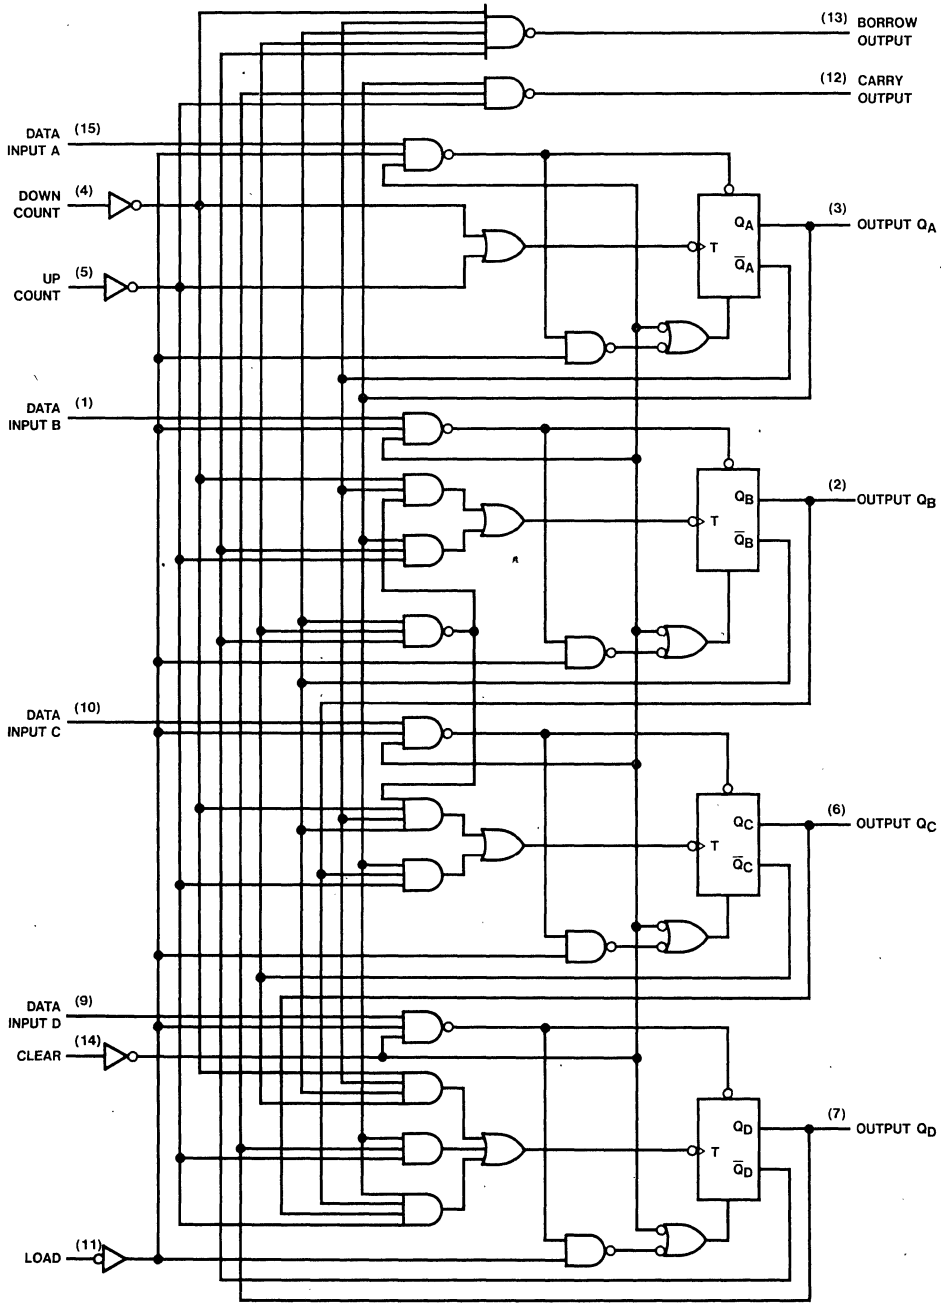 (13) BORROW
OUTPUT
(12) CARRY
OUTPUT
DATA (15)
INPUT A
DOWN (4)
COUNT
QA
(3)
OUTPUT QA
T
Q̅A
UP (5)
COUNT
DATA (1)
INPUT B
QB
(2)
OUTPUT QB
T
Q̅B
DATA (10)
INPUT C
QC
(6)
OUTPUT QC
T
Q̅C
DATA (9)
INPUT D
CLEAR (14)
QD
(7)
OUTPUT QD
T
Q̅D
LOAD (11)